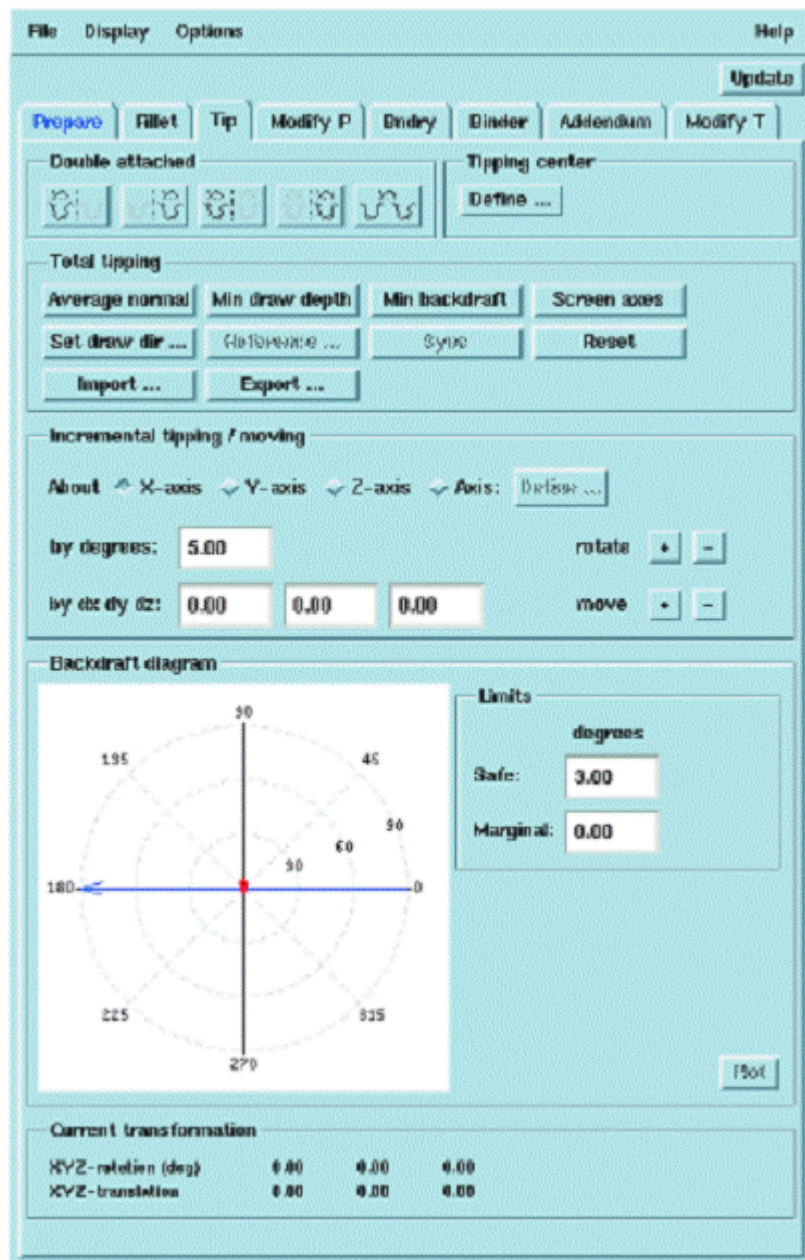 File Display Options Help
Update
Prepare Fillet Tip Modify P Bndry Binder Addendum Modify T
Double attached Tipping center
Define ...
Total tipping
Average normal Min draw depth Min backdraft Screen axes
Set draw dir ... Reference ... Sync Reset
Import ... Export ...
Incremental tipping / moving
About X-axis Y-axis Z-axis Axis: Define ...
by degrees: 5.00 rotate + -
by dx dy dz: 0.00 0.00 0.00 move + -
Backdraft diagram
Limits
degrees
Safe: 3.00
Marginal: 0.00
90
135 45
90
60
30
180 0
225 315
270
Plot
Current transformation
XYZ-rotation (deg) 0.00 0.00 0.00
XYZ-translation 0.00 0.00 0.00